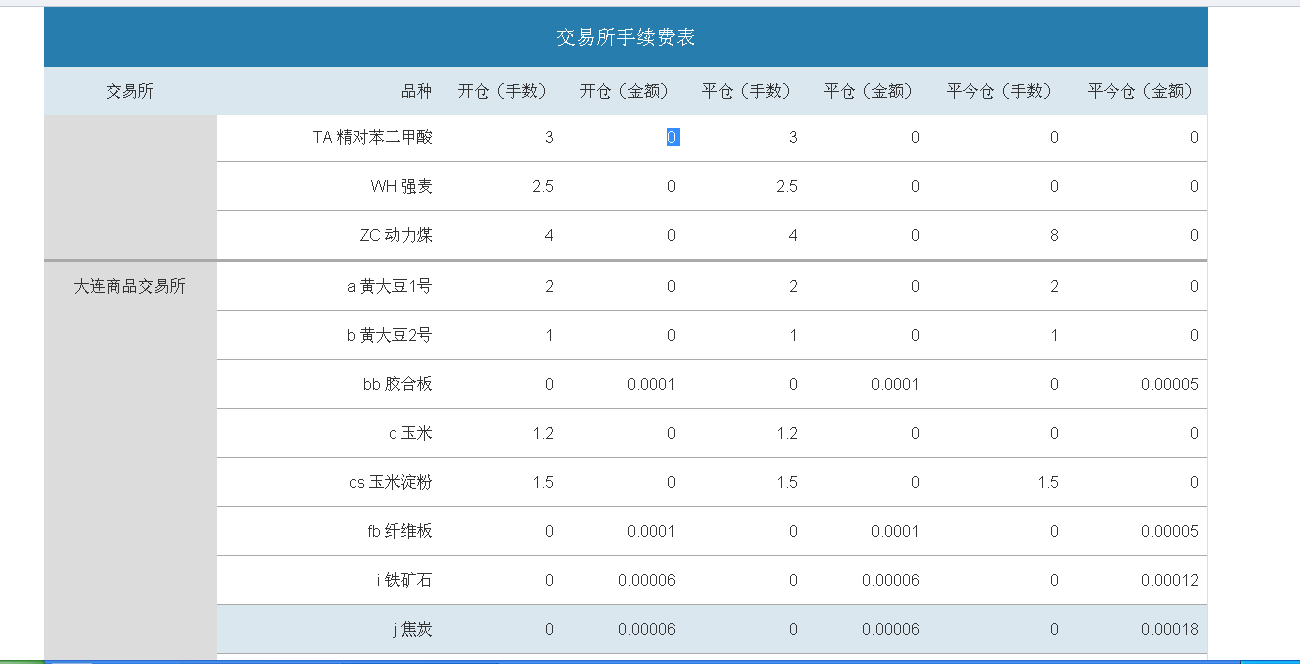 交易所手续费表
交易所 品种 开仓（手数） 开仓（金额） 平仓（手数） 平仓（金额） 平今仓（手数） 平今仓（金额）
TA 精对苯二甲酸 3 0 3 0 0 0
WH 强麦 2.5 0 2.5 0 0 0
ZC 动力煤 4 0 4 0 8 0
大连商品交易所 a 黄大豆1号 2 0 2 0 2 0
b 黄大豆2号 1 0 1 0 1 0
bb 胶合板 0 0.0001 0 0.0001 0 0.00005
c 玉米 1.2 0 1.2 0 0 0
cs 玉米淀粉 1.5 0 1.5 0 1.5 0
fb 纤维板 0 0.0001 0 0.0001 0 0.00005
i 铁矿石 0 0.00006 0 0.00006 0 0.00012
j 焦炭 0 0.00006 0 0.00006 0 0.00018